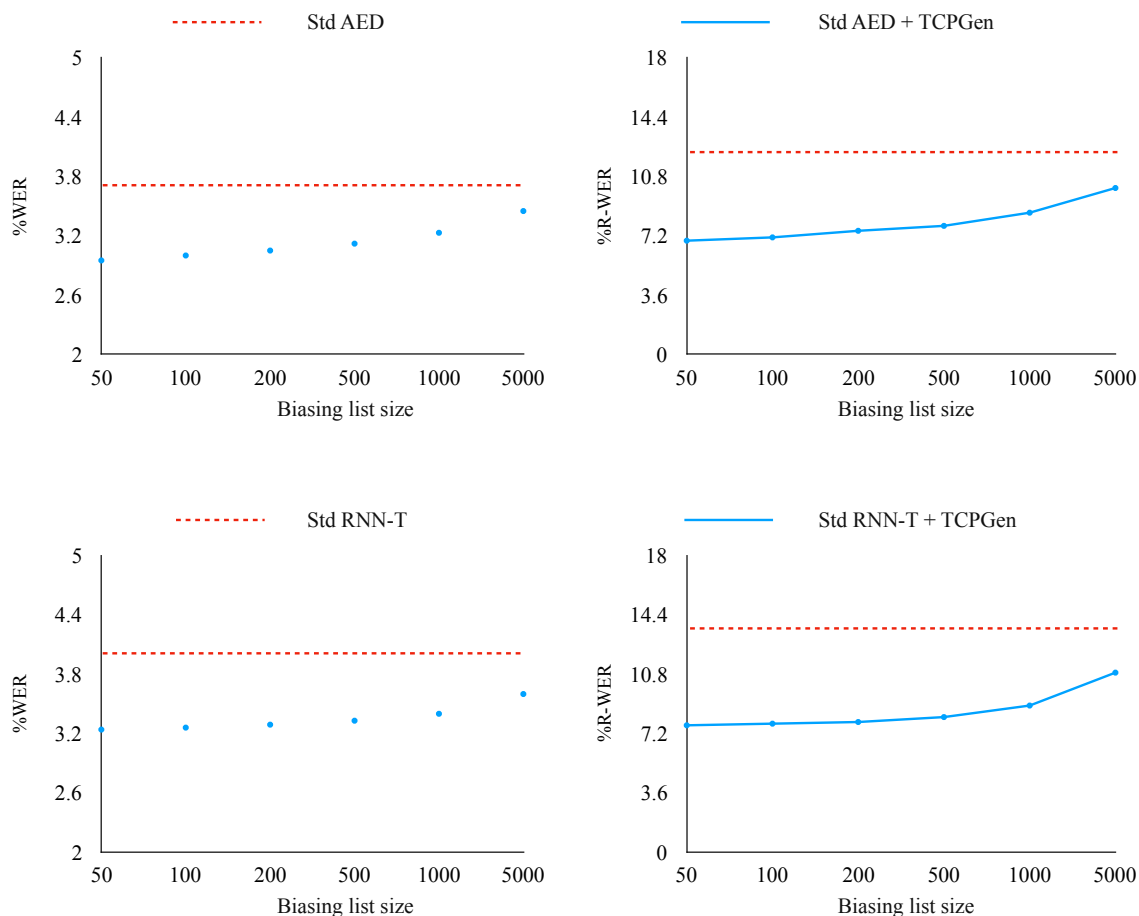 Std AED
Std AED + TCPGen
5
4.4
3.8
3.2
2.6
2
%WER
50 100 200 500 1000 5000
Biasing list size
18
14.4
10.8
7.2
3.6
0
%R-WER
50 100 200 500 1000 5000
Biasing list size
Std RNN-T
Std RNN-T + TCPGen
5
4.4
3.8
3.2
2.6
2
%WER
50 100 200 500 1000 5000
Biasing list size
18
14.4
10.8
7.2
3.6
0
%R-WER
50 100 200 500 1000 5000
Biasing list size